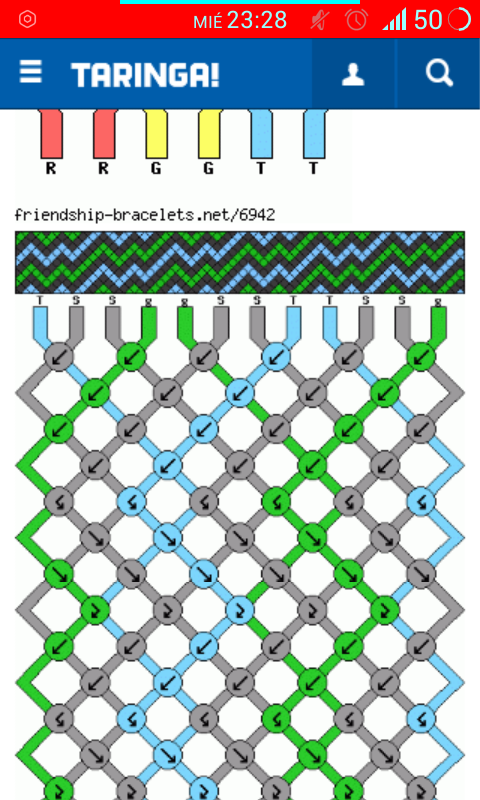 MIÉ 23:28 50
TARINGA!
R R G G T T
friendship-bracelets.net/6942
T S S g g S S T T S S g